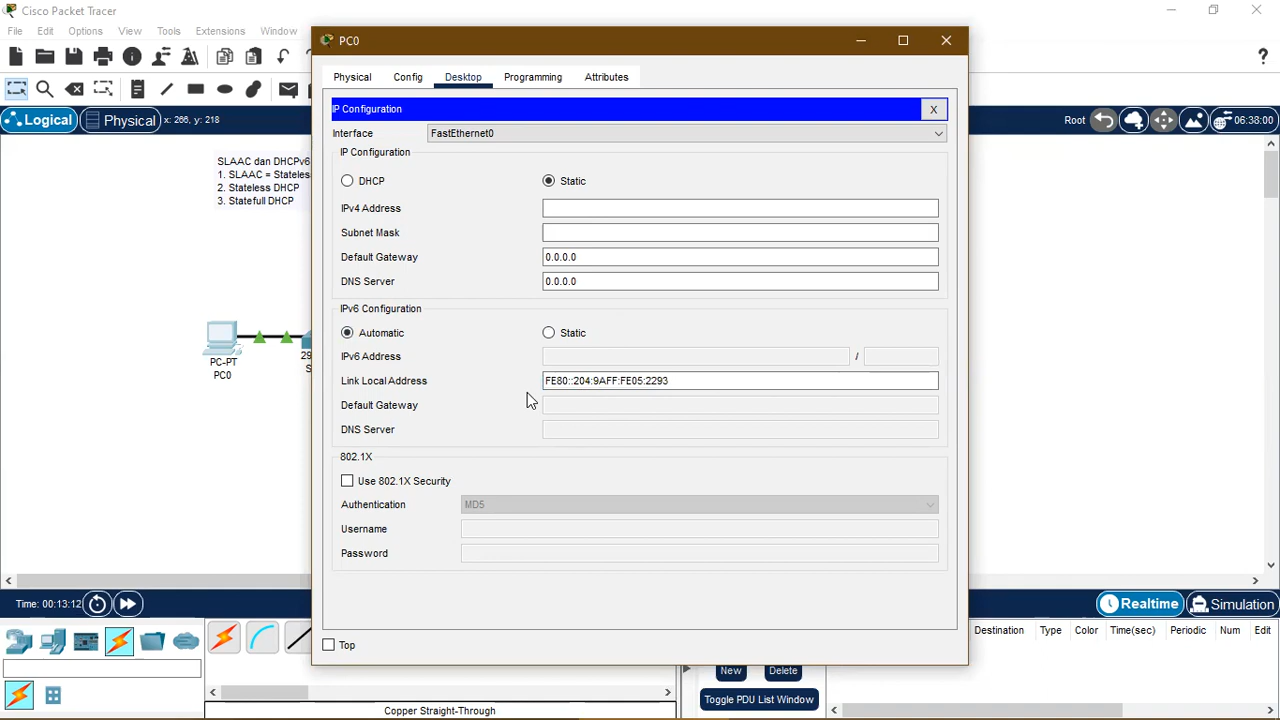 Cisco Packet Tracer
File Edit Options View Tools Extensions Window
Logical Physical x: 266, y: 218
Root 06:38:00
SLAAC dan DHCPv6
1. SLAAC = Stateles
2. Stateless DHCP
3. Statefull DHCP
PC-PT
PC0
29
S
PC0
Physical Config Desktop Programming Attributes
IP Configuration X
Interface FastEthernet0
IP Configuration
DHCP Static
IPv4 Address
Subnet Mask
Default Gateway 0.0.0.0
DNS Server 0.0.0.0
IPv6 Configuration
Automatic Static
IPv6 Address /
Link Local Address FE80::204:9AFF:FE05:2293
Default Gateway
DNS Server
802.1X
Use 802.1X Security
Authentication MD5
Username
Password
Top
Time: 00:13:12
Realtime Simulation
Destination Type Color Time(sec) Periodic Num Edit
New Delete
Toggle PDU List Window
Copper Straight-Through